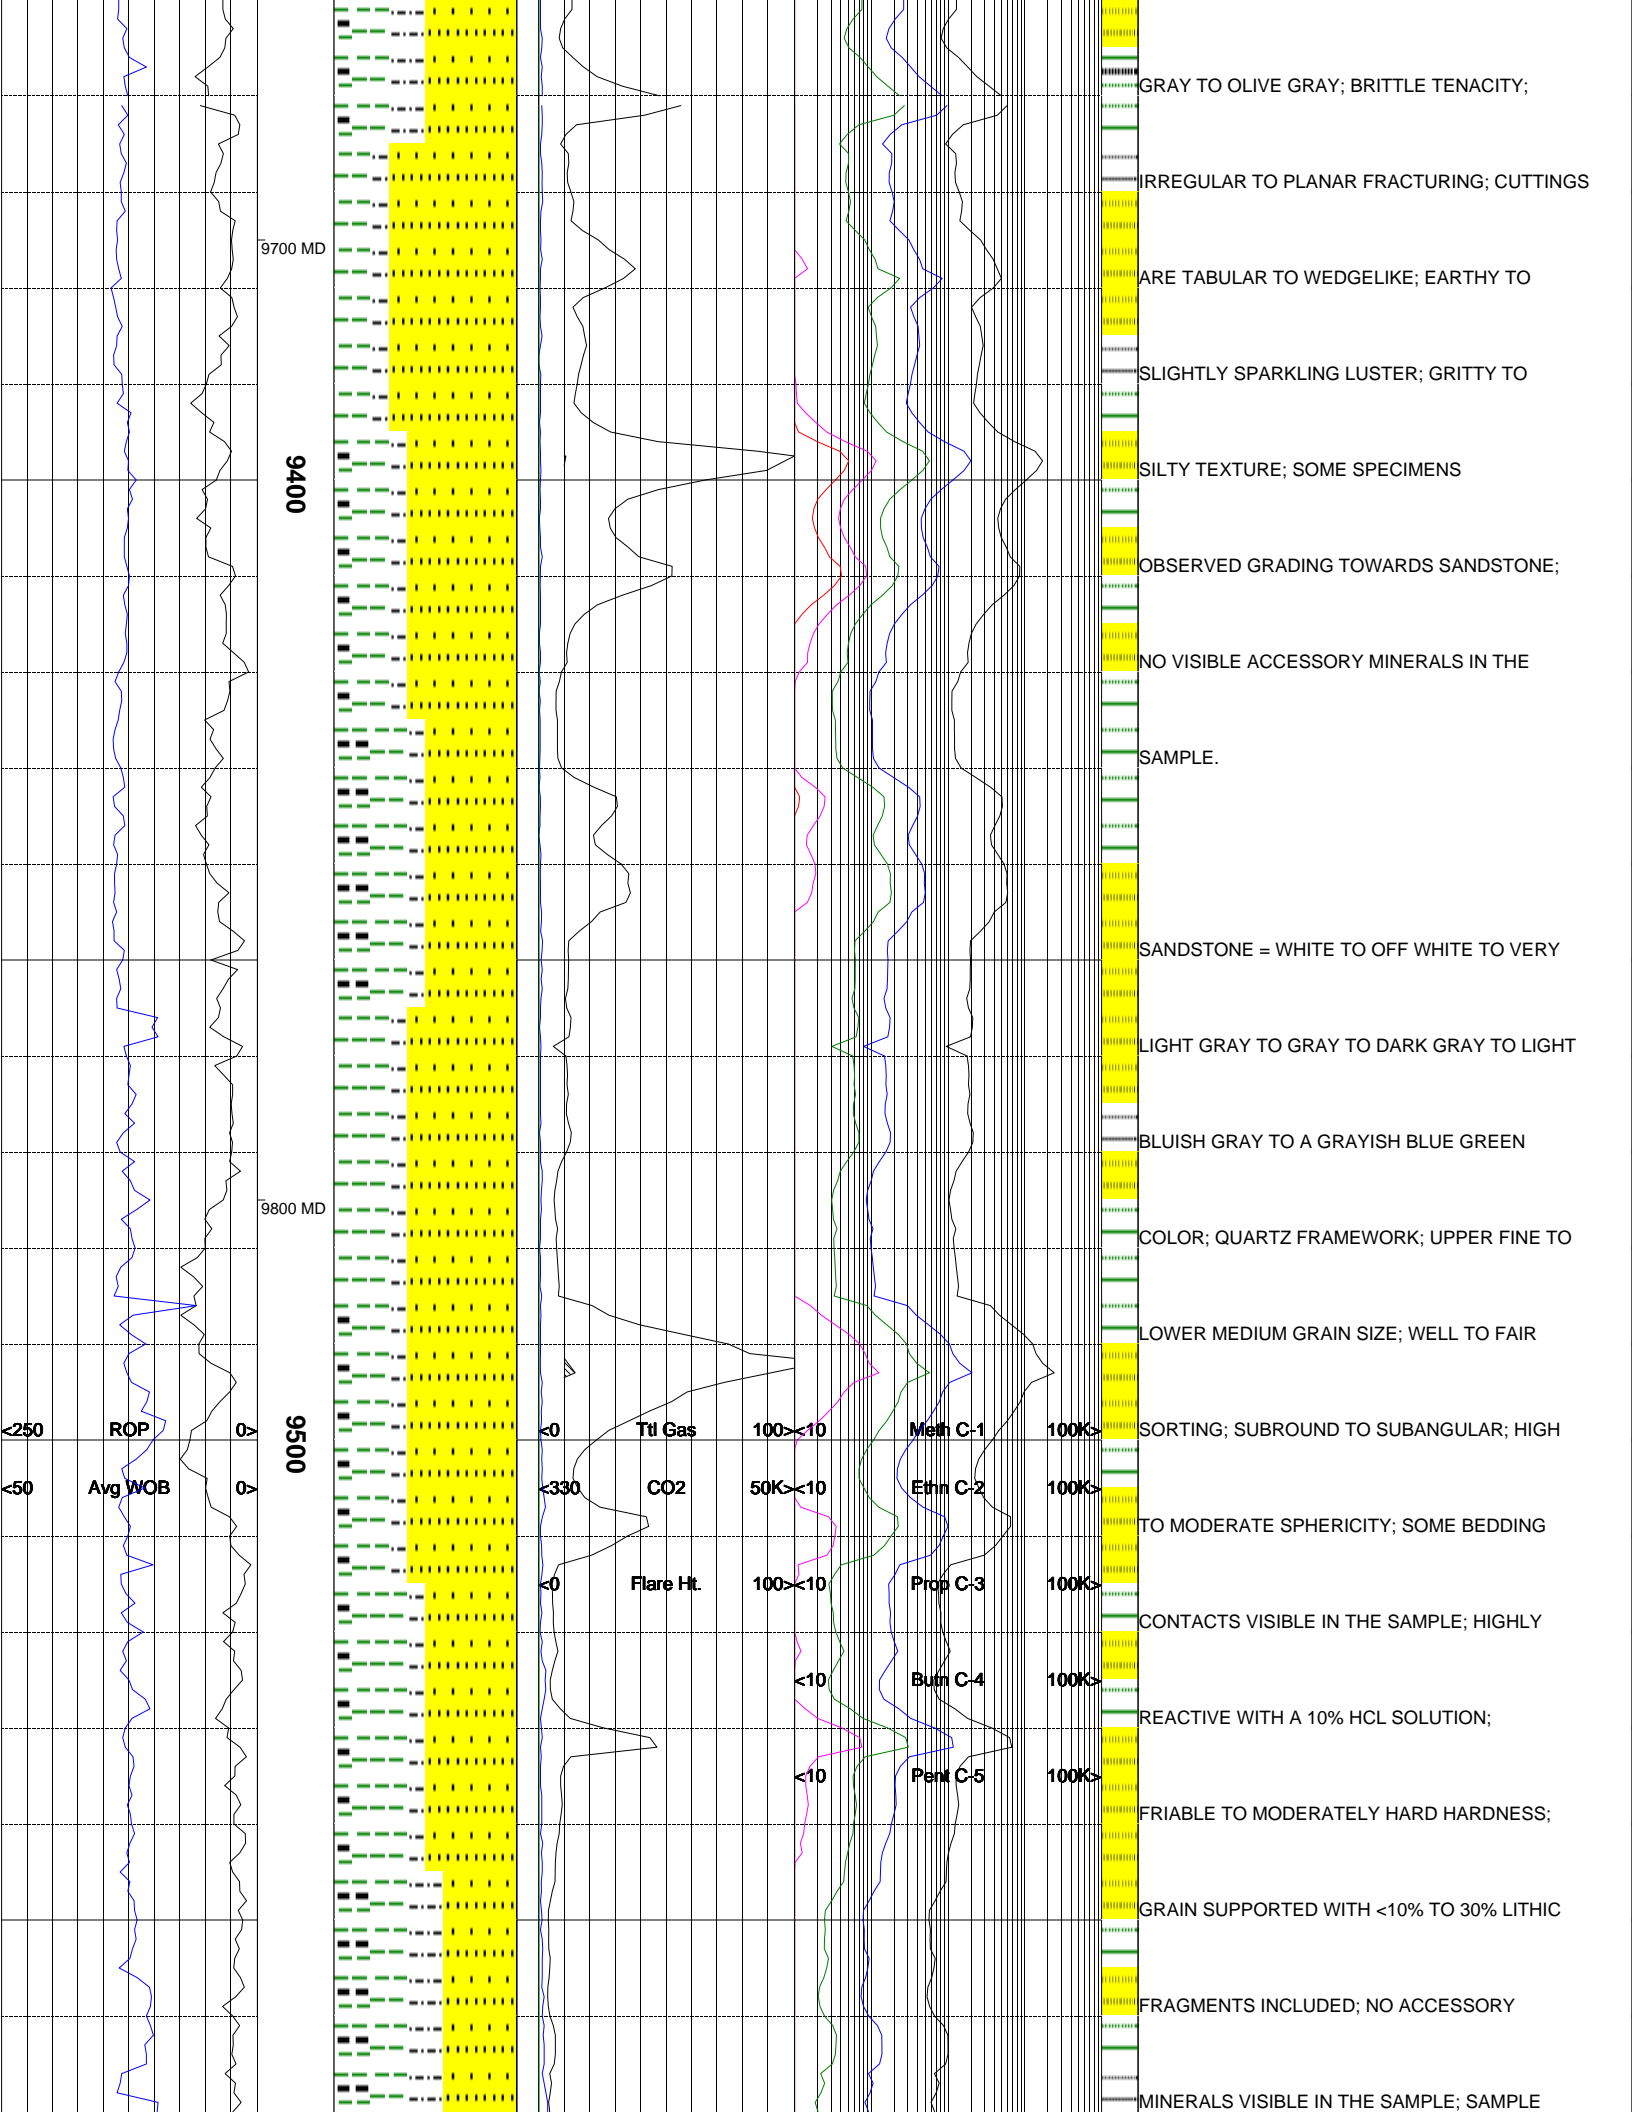 GRAY TO OLIVE GRAY; BRITTLE TENACITY;
IRREGULAR TO PLANAR FRACTURING; CUTTINGS
9700 MD
ARE TABULAR TO WEDGELIKE; EARTHY TO
SLIGHTLY SPARKLING LUSTER; GRITTY TO
9400
SILTY TEXTURE; SOME SPECIMENS
OBSERVED GRADING TOWARDS SANDSTONE;
NO VISIBLE ACCESSORY MINERALS IN THE
SAMPLE.
SANDSTONE = WHITE TO OFF WHITE TO VERY
LIGHT GRAY TO GRAY TO DARK GRAY TO LIGHT
BLUISH GRAY TO A GRAYISH BLUE GREEN
9800 MD
COLOR; QUARTZ FRAMEWORK; UPPER FINE TO
LOWER MEDIUM GRAIN SIZE; WELL TO FAIR
<250 ROP 0> 9500 <0 Ttl Gas 100> <10 Meth C-1 100K>
SORTING; SUBROUND TO SUBANGULAR; HIGH
<50 Avg WOB 0> <330 CO2 50K> <10 Ethn C-2 100K>
TO MODERATE SPHERICITY; SOME BEDDING
<0 Flare Ht. 100> <10 Prop C-3 100K>
CONTACTS VISIBLE IN THE SAMPLE; HIGHLY
<10 Butn C-4 100K>
REACTIVE WITH A 10% HCL SOLUTION;
<10 Pent C-5 100K>
FRIABLE TO MODERATELY HARD HARDNESS;
GRAIN SUPPORTED WITH <10% TO 30% LITHIC
FRAGMENTS INCLUDED; NO ACCESSORY
MINERALS VISIBLE IN THE SAMPLE; SAMPLE